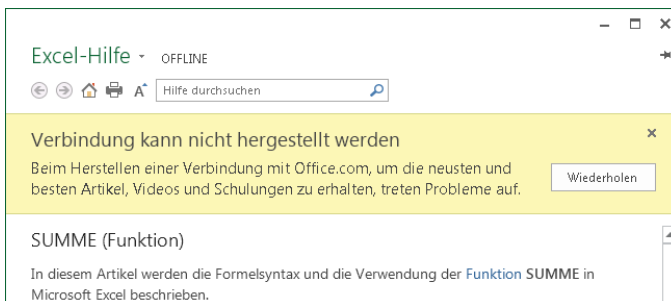 Excel-Hilfe OFFLINE
A Hilfe durchsuchen
Verbindung kann nicht hergestellt werden
Beim Herstellen einer Verbindung mit Office.com, um die neusten und
besten Artikel, Videos und Schulungen zu erhalten, treten Probleme auf.
Wiederholen
SUMME (Funktion)
In diesem Artikel werden die Formelsyntax und die Verwendung der Funktion SUMME in
Microsoft Excel beschrieben.